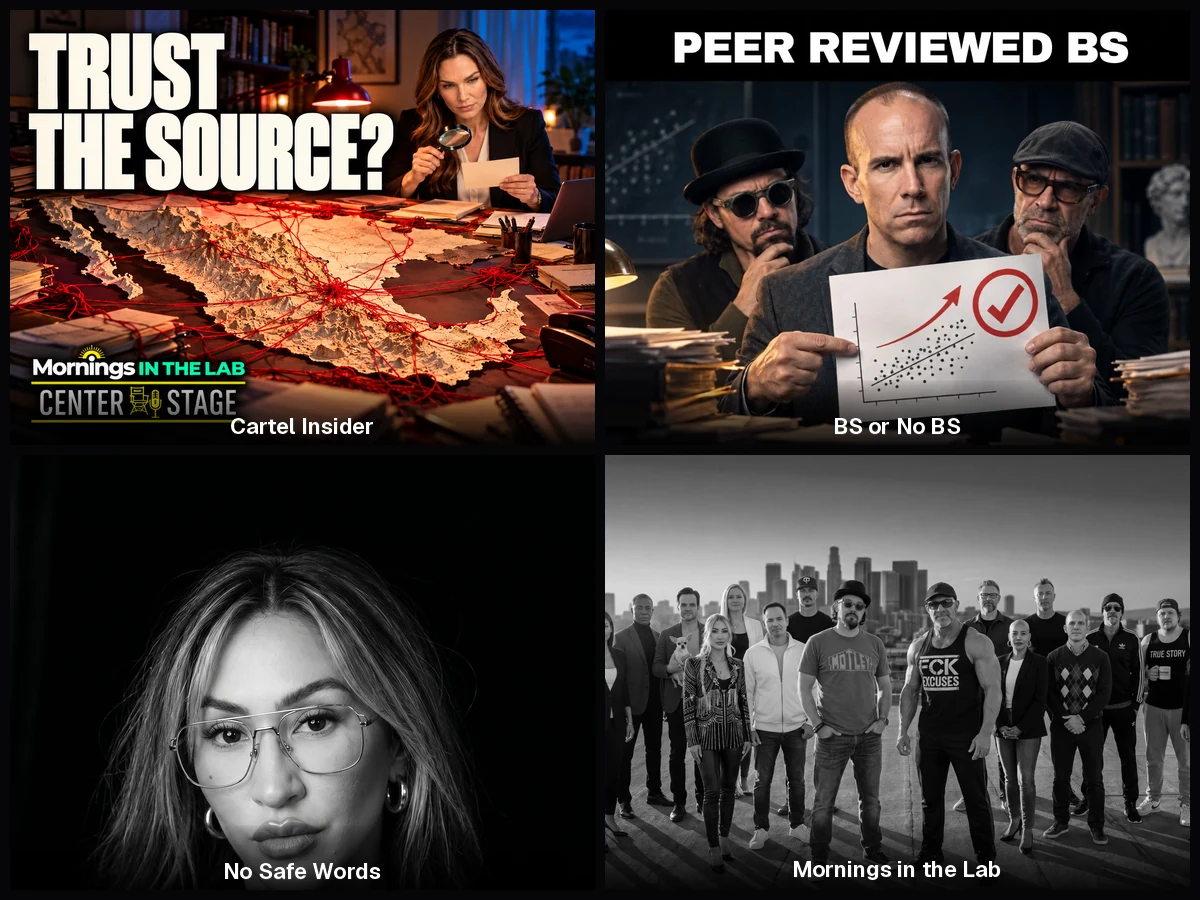 TRUST
THE SOURCE?
Mornings IN THE LAB
CENTER STAGE
Cartel Insider
PEER REVIEWED BS
BS or No BS
No Safe Words
MÖTLEY
FCK
EXCUSES
TRUE STORY
Mornings in the Lab